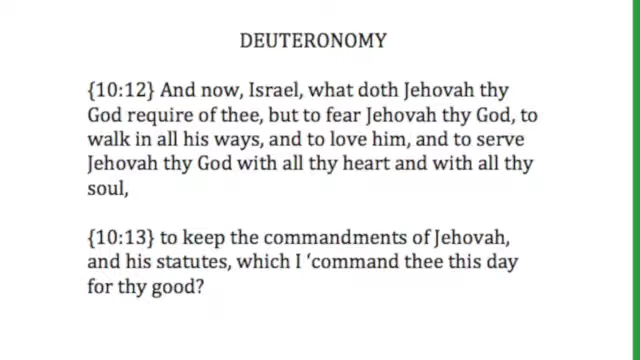 DEUTERONOMY
{10:12} And now, Israel, what doth Jehovah thy
God require of thee, but to fear Jehovah thy God, to
walk in all his ways, and to love him, and to serve
Jehovah thy God with all thy heart and with all thy
soul,
{10:13} to keep the commandments of Jehovah,
and his statutes, which I ‘command thee this day
for thy good?